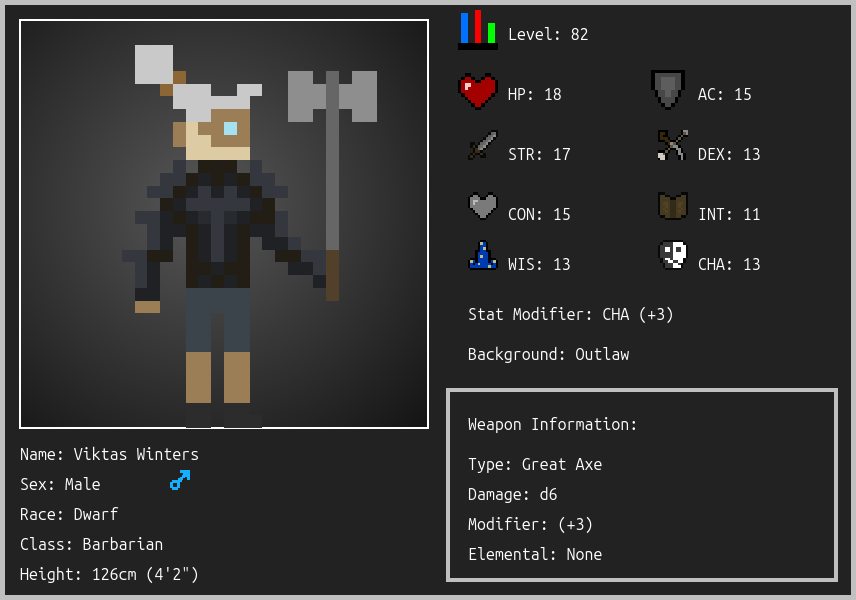 Level: 82
HP: 18
AC: 15
STR: 17
DEX: 13
CON: 15
INT: 11
WIS: 13
CHA: 13
Stat Modifier: CHA (+3)
Background: Outlaw
Weapon Information:
Type: Great Axe
Damage: d6
Modifier: (+3)
Elemental: None
Name: Viktas Winters
Sex: Male
Race: Dwarf
Class: Barbarian
Height: 126cm (4'2")